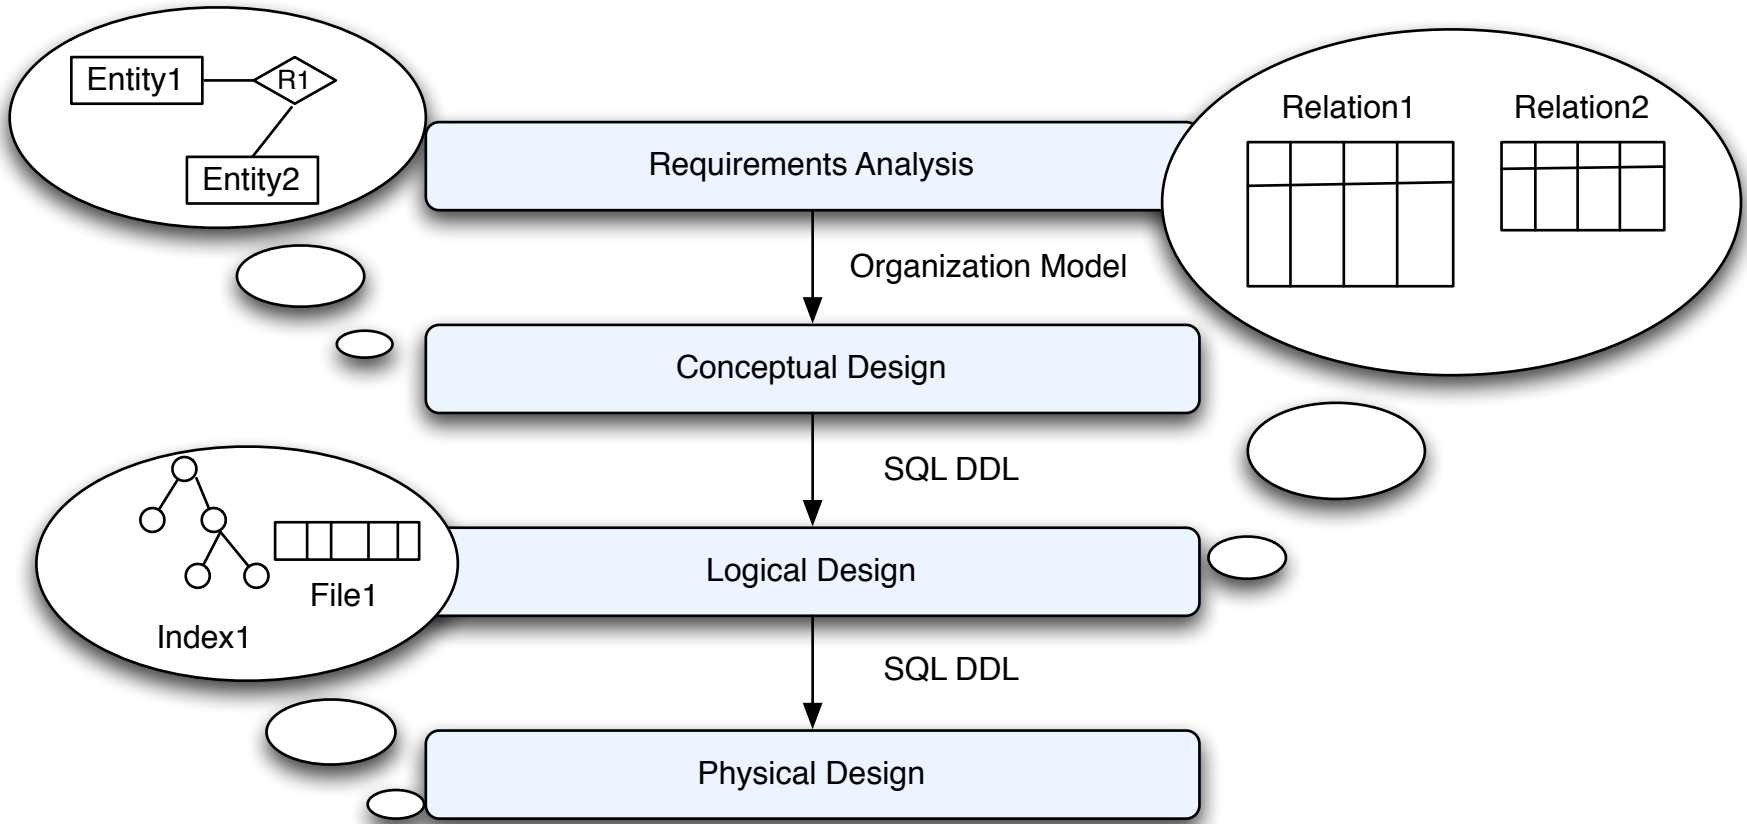 Entity1
R1
Entity2
Relation1
Relation2
Requirements Analysis
Organization Model
Conceptual Design
SQL DDL
File1
Index1
Logical Design
SQL DDL
Physical Design